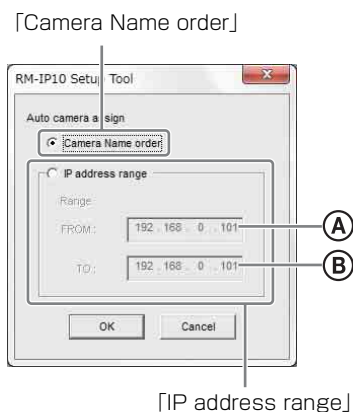 「Camera Name order」
RM-IP10 Setup Tool
Auto camera assign
Camera Name order
IP address range
Range
FROM : 192 . 168 . 0 . 101
A
TO : 192 . 168 . 0 . 101
B
OK Cancel
「IP address range」